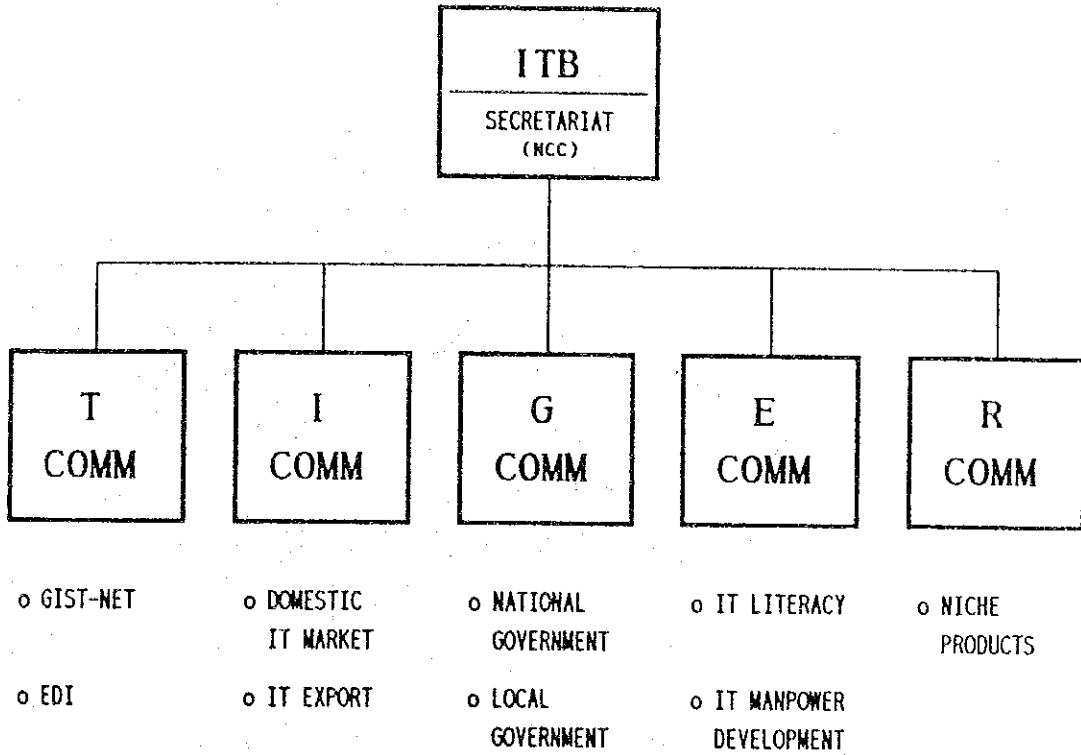 ITB
SECRETARIAT
(NCC)
T
COMM
I
COMM
G
COMM
E
COMM
R
COMM
o GIST-NET
o EDI
o DOMESTIC
IT MARKET
o IT EXPORT
o NATIONAL
GOVERNMENT
o LOCAL
GOVERNMENT
o IT LITERACY
o IT MANPOWER
DEVELOPMENT
o NICHE
PRODUCTS